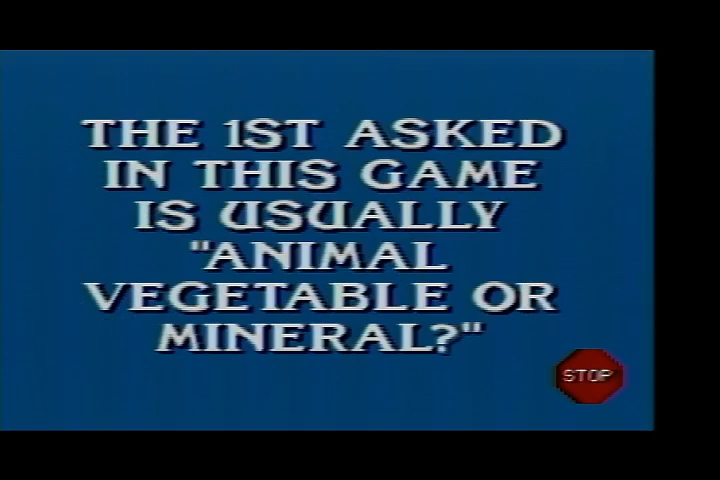 THE 1ST ASKED
IN THIS GAME
IS USUALLY
"ANIMAL
VEGETABLE OR
MINERAL?"
STOP